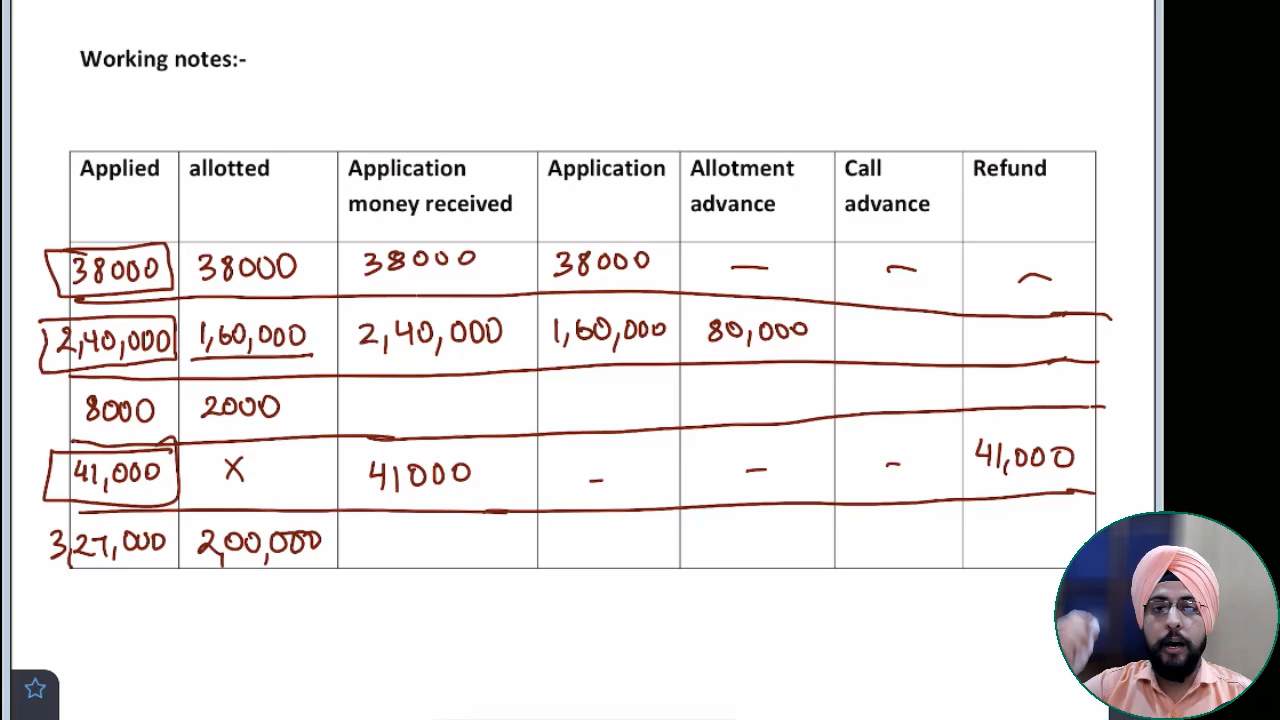 Working notes:-
Applied allotted Application money received Application Allotment advance Call advance Refund
38000 38000 38000 38000 — — —
2,40,000 1,60,000 2,40,000 1,60,000 80,000
8000 2000
41,000 X 41000 - - - 41,000
3,27,000 2,00,000